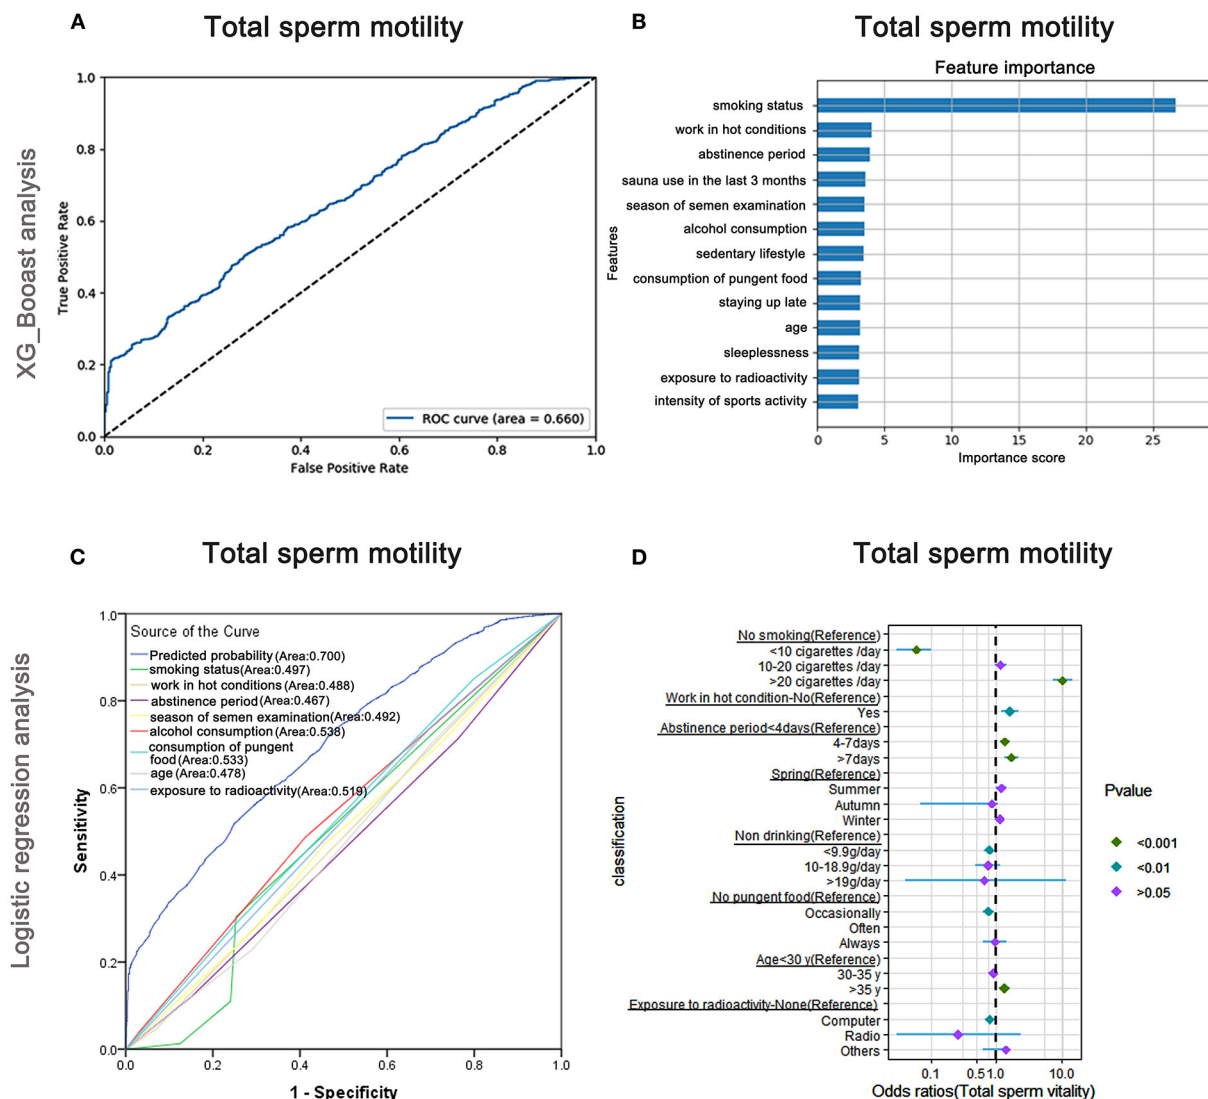 A
Total sperm motility
XG_Booast analysis
True Positive Rate
1.0
0.8
0.6
0.4
0.2
0.0
ROC curve (area = 0.660)
0.0 0.2 0.4 0.6 0.8 1.0
False Positive Rate
B
Total sperm motility
Feature importance
Features
smoking status
work in hot conditions
abstinence period
sauna use in the last 3 months
season of semen examination
alcohol consumption
sedentary lifestyle
consumption of pungent food
staying up late
age
sleeplessness
exposure to radioactivity
intensity of sports activity
0 5 10 15 20 25
Importance score
C
Total sperm motility
Logistic regression analysis
Sensitivity
1.0
0.8
0.6
0.4
0.2
0.0
Source of the Curve
Predicted probability (Area:0.700)
smoking status(Area:0.497)
work in hot conditions (Area:0.488)
abstinence period (Area:0.467)
season of semen examination(Area:0.492)
alcohol consumption(Area:0.538)
consumption of pungent
food(Area:0.533)
age (Area:0.478)
exposure to radioactivity(Area:0.519)
0.0 0.2 0.4 0.6 0.8 1.0
1 - Specificity
D
Total sperm motility
classification
No smoking(Reference)
<10 cigarettes /day
10-20 cigarettes /day
>20 cigarettes /day
Work in hot condition-No(Reference)
Yes
Abstinence period<4days(Reference)
4-7days
>7days
Spring(Reference)
Summer
Autumn
Winter
Non drinking(Reference)
<9.9g/day
10-18.9g/day
>19g/day
No pungent food(Reference)
Occasionally
Often
Always
Age<30 y(Reference)
30-35 y
>35 y
Exposure to radioactivity-None(Reference)
Computer
Radio
Others
0.1 0.5 1.0 10.0
Odds ratios(Total sperm vitality)
Pvalue
<0.001
<0.01
>0.05